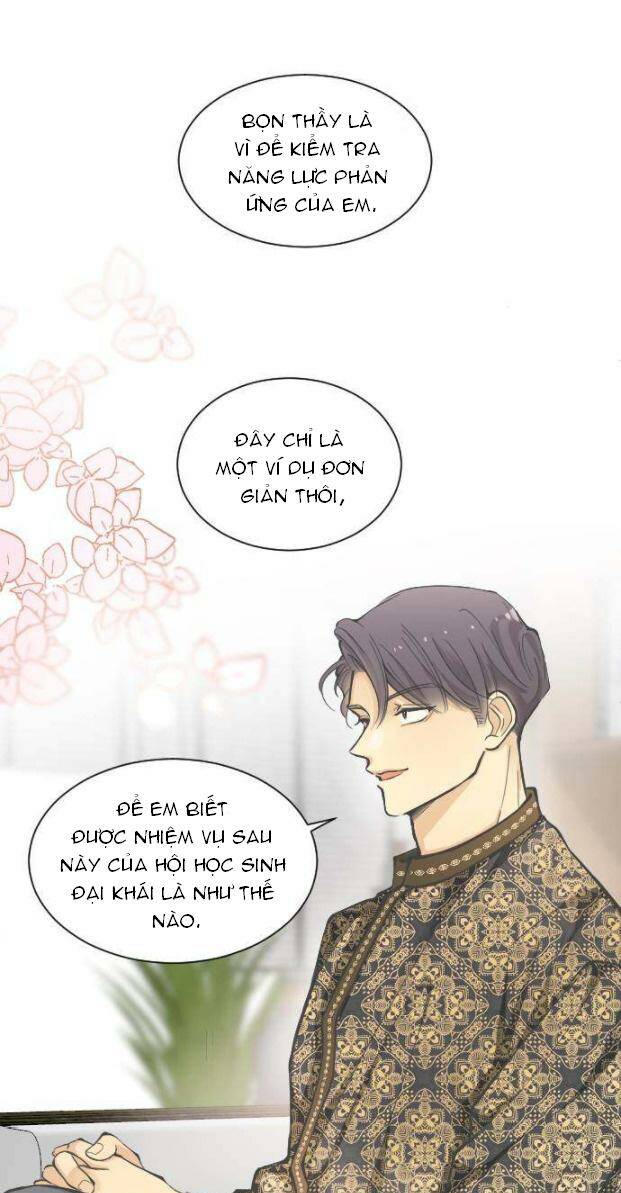 BỌN THẦY LÀ
VÌ ĐỂ KIỂM TRA
NĂNG LỰC PHẢN
ỨNG CỦA EM.
ĐÂY CHỈ LÀ
MỘT VÍ DỤ ĐƠN
GIẢN THÔI,
ĐỂ EM BIẾT
ĐƯỢC NHIỆM VỤ SAU
NÀY CỦA HỘI HỌC SINH
ĐẠI KHÁI LÀ NHƯ THẾ
NÀO.